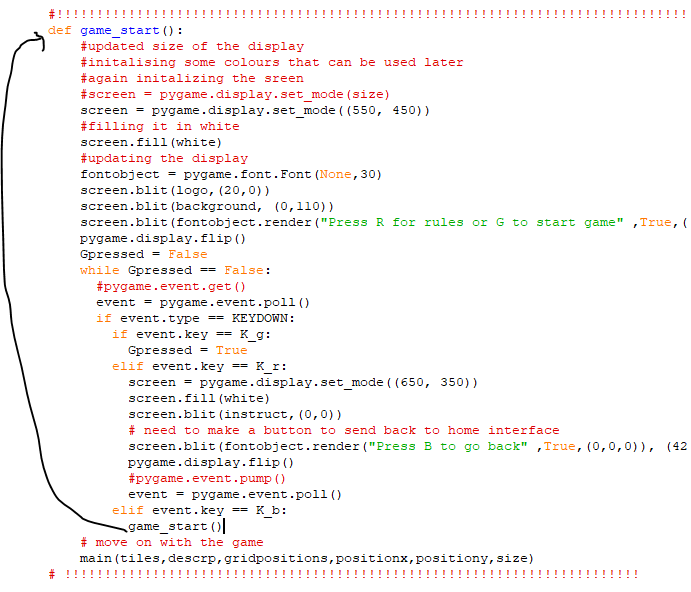 #!!!!!!!!!!!!!!!!!!!!!!!!!!!!!!!!!!!!!!!!!!!!!!!!!!!!!!!!!!!!!!!!!!!!!!!!!!!!!!!
def game_start():
    #updated size of the display
    #initalising some colours that can be used later
    #again initalizing the sreen
    #screen = pygame.display.set_mode(size)
    screen = pygame.display.set_mode((550, 450))
    #filling it in white
    screen.fill(white)
    #updating the display
    fontobject = pygame.font.Font(None,30)
    screen.blit(logo,(20,0))
    screen.blit(background, (0,110))
    screen.blit(fontobject.render("Press R for rules or G to start game" ,True,(
    pygame.display.flip()
    Gpressed = False
    while Gpressed == False:
      #pygame.event.get()
      event = pygame.event.poll()
      if event.type == KEYDOWN:
        if event.key == K_g:
          Gpressed = True
        elif event.key == K_r:
          screen = pygame.display.set_mode((650, 350))
          screen.fill(white)
          screen.blit(instruct,(0,0))
          # need to make a button to send back to home interface
          screen.blit(fontobject.render("Press B to go back" ,True,(0,0,0)), (42
          pygame.display.flip()
          #pygame.event.pump()
          event = pygame.event.poll()
        elif event.key == K_b:
          game_start()
    # move on with the game
    main(tiles,descrp,gridpositions,positionx,positiony,size)
# !!!!!!!!!!!!!!!!!!!!!!!!!!!!!!!!!!!!!!!!!!!!!!!!!!!!!!!!!!!!!!!!!!!!!!!!